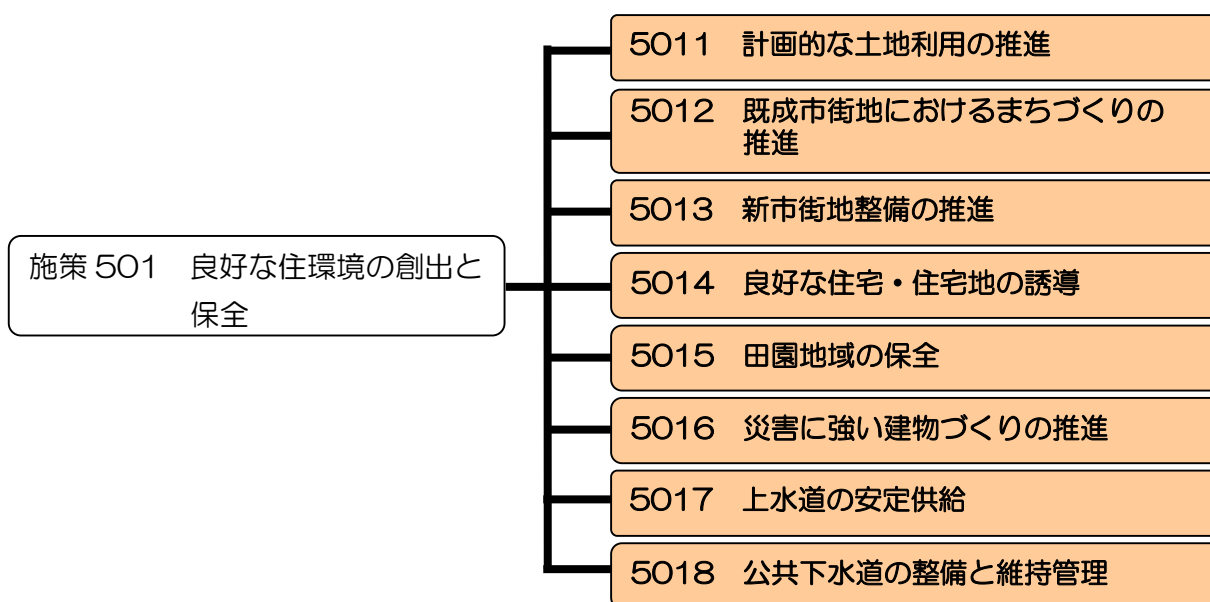 施策501 良好な住環境の創出と
保全
5011 計画的な土地利用の推進
5012 既成市街地におけるまちづくりの
推進
5013 新市街地整備の推進
5014 良好な住宅・住宅地の誘導
5015 田園地域の保全
5016 災害に強い建物づくりの推進
5017 上水道の安定供給
5018 公共下水道の整備と維持管理